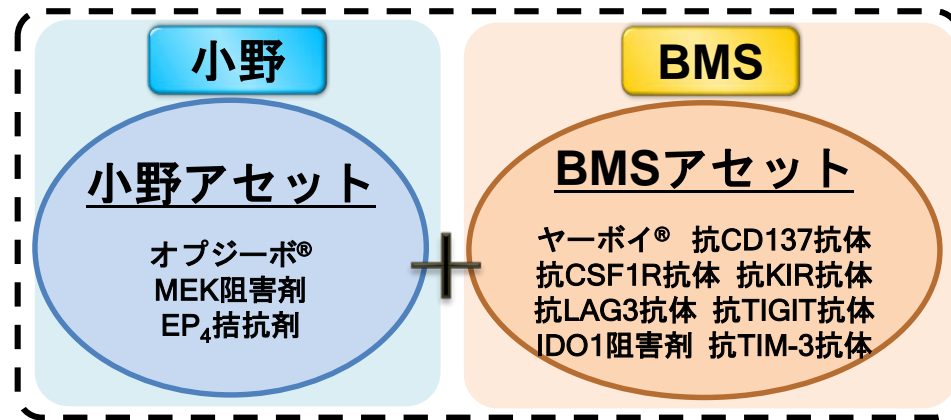 小野
小野アセット
オプジーボ®
MEK阻害剤
EP4拮抗剤
+
BMS
BMSアセット
ヤーボイ® 抗CD137抗体
抗CSF1R抗体 抗KIR抗体
抗LAG3抗体 抗TIGIT抗体
IDO1阻害剤 抗TIM-3抗体